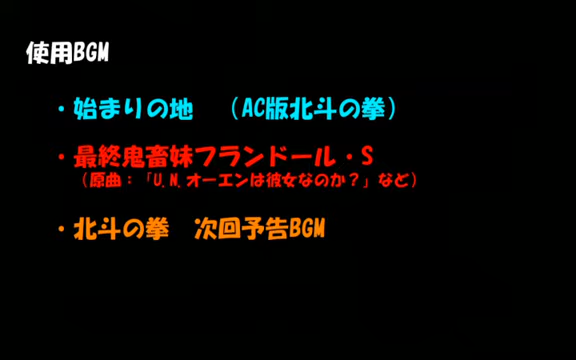 使用BGM
・始まりの地　（AC版北斗の拳）
・最終鬼畜妹フランドール・S
（原曲：「U.N.オーエンは彼女なのか？」など）
・北斗の拳　次回予告BGM